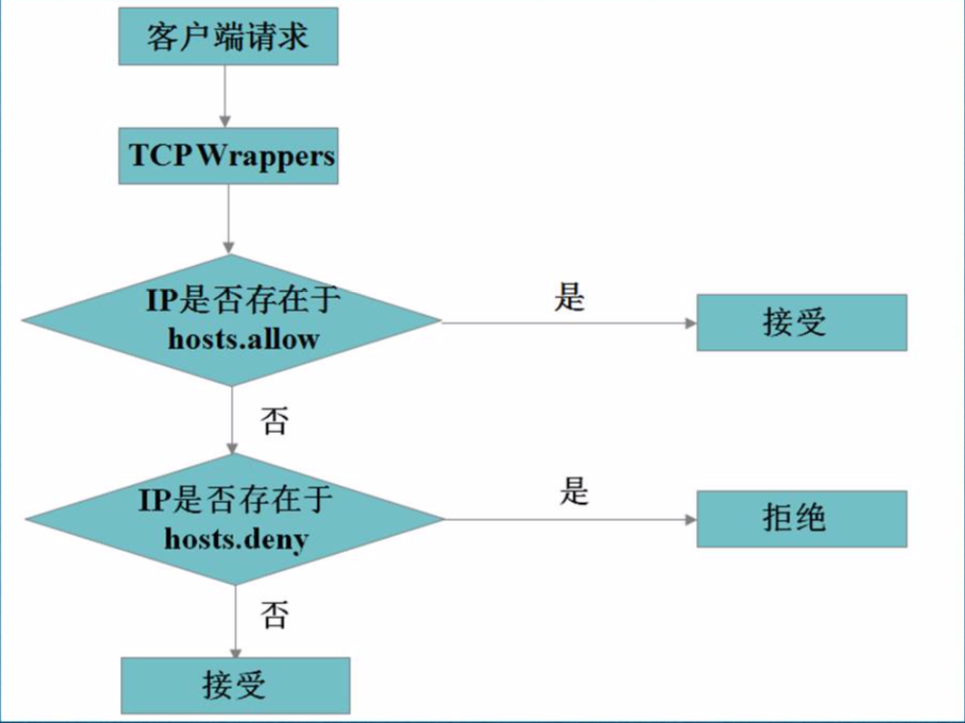 客户端请求
TCPWrappers
IP是否存在于
hosts.allow
是
接受
否
IP是否存在于
hosts.deny
是
拒绝
否
接受